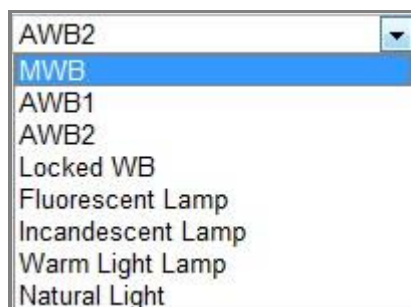 AWB2
MWB
AWB1
AWB2
Locked WB
Fluorescent Lamp
Incandescent Lamp
Warm Light Lamp
Natural Light